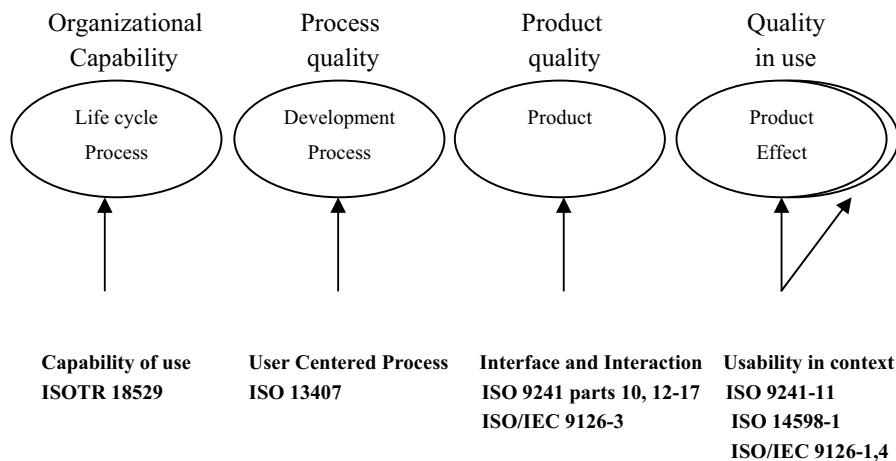 Organizational
Capability
Process
quality
Product
quality
Quality
in use
Life cycle
Process
Development
Process
Product
Product
Effect
Capability of use
ISOTR 18529
User Centered Process
ISO 13407
Interface and Interaction
ISO 9241 parts 10, 12-17
ISO/IEC 9126-3
Usability in context
ISO 9241-11
ISO 14598-1
ISO/IEC 9126-1,4